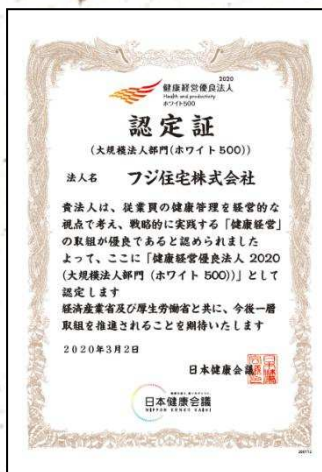 2020
健康経営優良法人
Health and productivity
ホワイト500
認定証
(大規模法人部門(ホワイト500))
法人名　フジ住宅株式会社
貴法人は、従業員の健康管理を経営的な
視点で考え、戦略的に実践する「健康経営」
の取組が優良であると認められました
よって、ここに「健康経営優良法人 2020
(大規模法人部門 (ホワイト 500))」として
認定します
経済産業省及び厚生労働省と共に、今後一層
取組を推進されることを期待いたします
2020年3月2日
日本健康会議
日本健康会議
NIPPON KENKO KAIGI